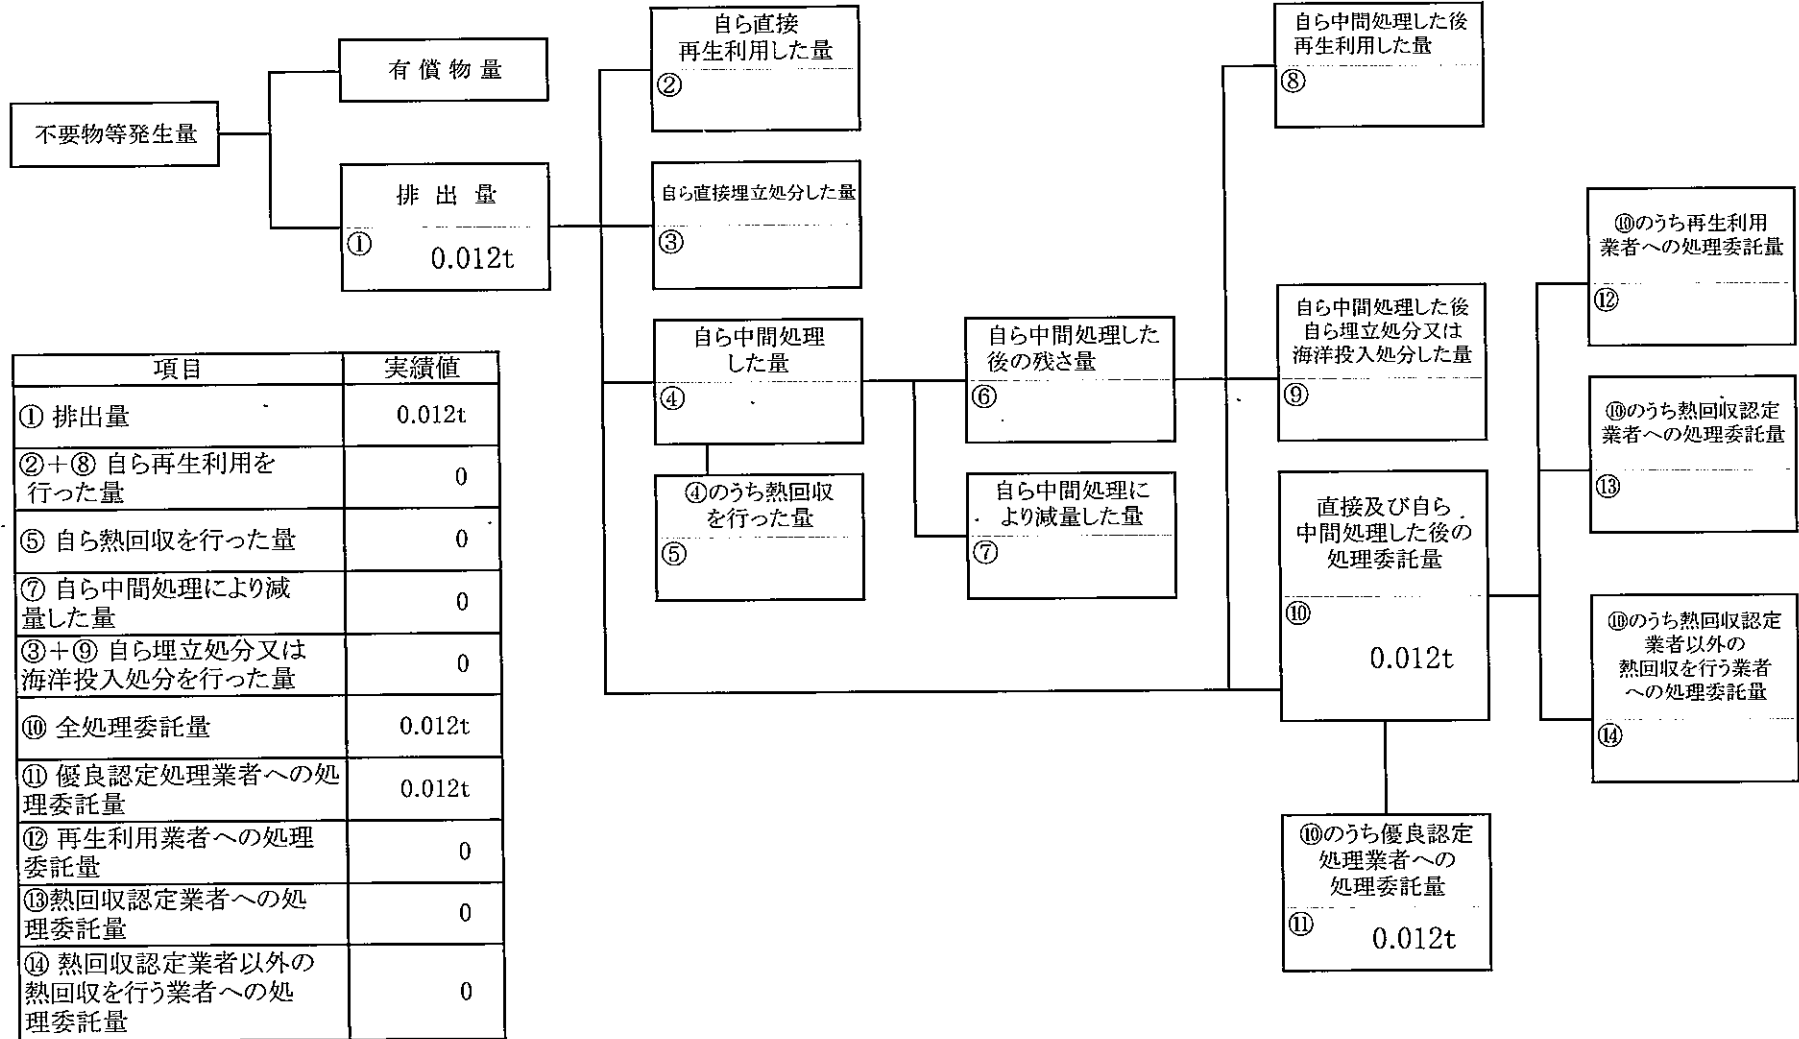 不要物等発生量
有償物量
排出量
①
0.012t
自ら直接
再生利用した量
②
自ら直接埋立処分した量
③
自ら中間処理
した量
④
④のうち熱回収
を行った量
⑤
自ら中間処理した
後の残さ量
⑥
自ら中間処理に
より減量した量
⑦
自ら中間処理した後
再生利用した量
⑧
自ら中間処理した後
自ら埋立処分又は
海洋投入処分した量
⑨
直接及び自ら
中間処理した後の
処理委託量
⑩
0.012t
⑩のうち優良認定
処理業者への
処理委託量
⑪
0.012t
⑩のうち再生利用
業者への処理委託量
⑫
⑩のうち熱回収認定
業者への処理委託量
⑬
⑩のうち熱回収認定
業者以外の
熱回収を行う業者
への処理委託量
⑭
項目 実績値
① 排出量 0.012t
②+⑧ 自ら再生利用を
行った量 0
⑤ 自ら熱回収を行った量 0
⑦ 自ら中間処理により減
量した量 0
③+⑨ 自ら埋立処分又は
海洋投入処分を行った量 0
⑩ 全処理委託量 0.012t
⑪ 優良認定処理業者への処
理委託量 0.012t
⑫ 再生利用業者への処理
委託量 0
⑬熱回収認定業者への処
理委託量 0
⑭ 熱回収認定業者以外の
熱回収を行う業者への処
理委託量 0